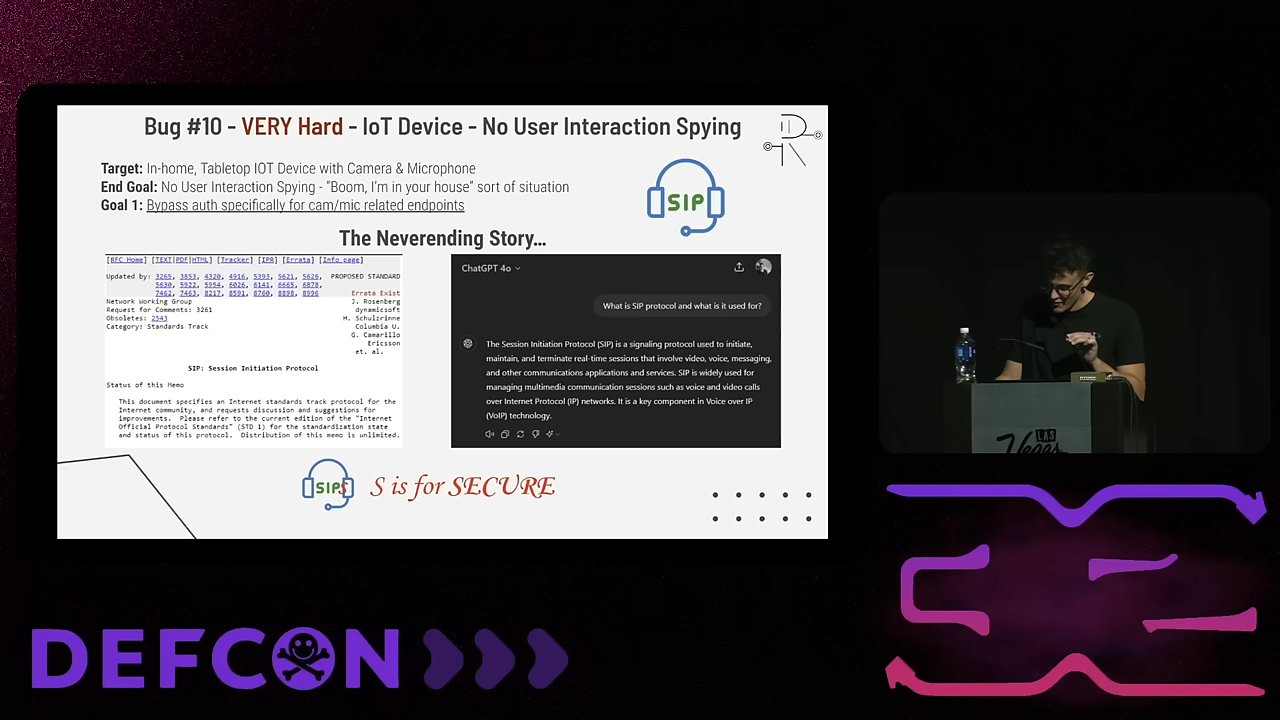 Bug #10 - VERY Hard - IoT Device - No User Interaction Spying
Target: In-home, Tabletop IOT Device with Camera & Microphone
End Goal: No User Interaction Spying - "Boom, I'm in your house" sort of situation
Goal 1: Bypass auth specifically for cam/mic related endpoints
SIP
The Neverending Story...
[RFC Home] [TEXT|PDF|HTML] [Tracker] [IPR] [Errata] [Info page]
Updated by: 3265, 3853, 4320, 4916, 5393, 5621, 5626, PROPOSED STANDARD
5630, 5922, 5954, 6026, 6141, 6665, 6878,
7462, 7463, 8217, 8591, 8760, 8898, 8996 Errata Exist
Network Working Group J. Rosenberg
Request for Comments: 3261 dynamicsoft
Obsoletes: 2543 H. Schulzrinne
Category: Standards Track Columbia U.
G. Camarillo
Ericsson
et. al.
SIP: Session Initiation Protocol
Status of this Memo
This document specifies an Internet standards track protocol for the
Internet community, and requests discussion and suggestions for
improvements. Please refer to the current edition of the "Internet
Official Protocol Standards" (STD 1) for the standardization state
and status of this protocol. Distribution of this memo is unlimited.
ChatGPT 4o
What is SIP protocol and what is it used for?
The Session Initiation Protocol (SIP) is a signaling protocol used to initiate,
maintain, and terminate real-time sessions that involve video, voice, messaging,
and other communications applications and services. SIP is widely used for
managing multimedia communication sessions such as voice and video calls
over Internet Protocol (IP) networks. It is a key component in Voice over IP
(VoIP) technology.
SIPS S is for SECURE
LAS
Vegas
DEFCON